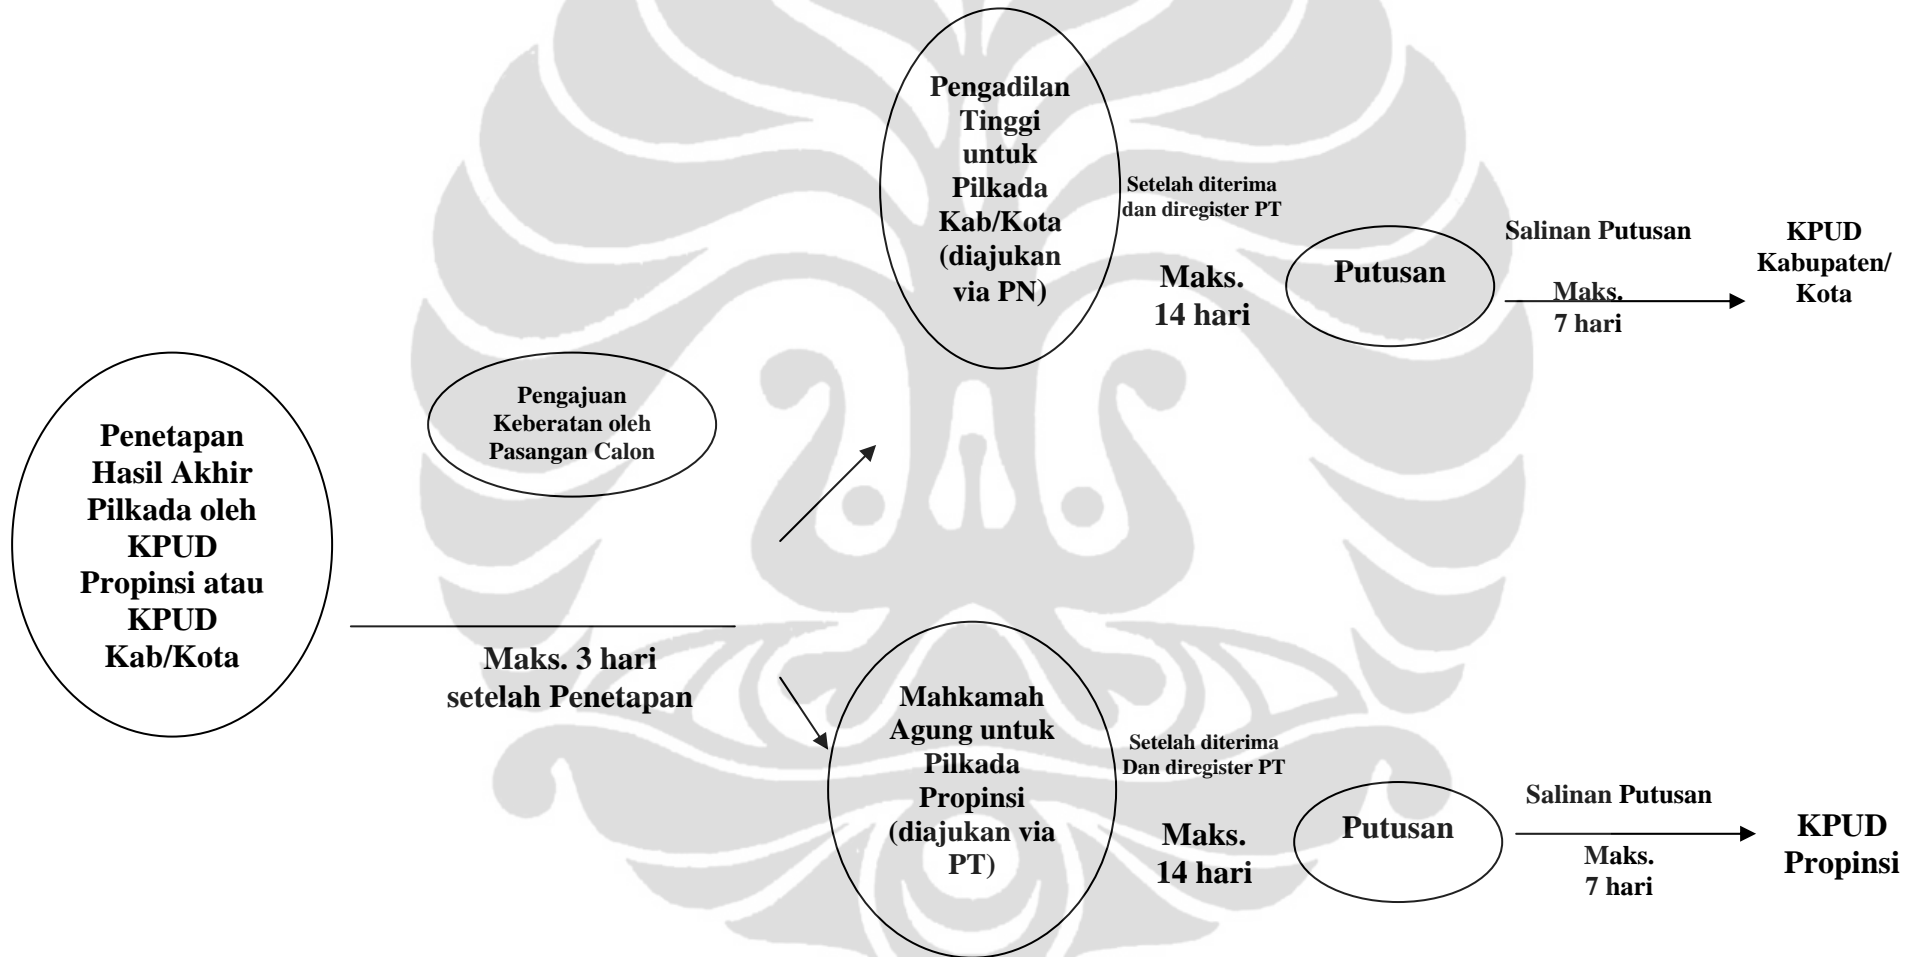 Penetapan
Hasil Akhir
Pilkada oleh
KPUD
Propinsi atau
KPUD
Kab/Kota
Pengajuan
Keberatan oleh
Pasangan Calon
Maks. 3 hari
setelah Penetapan
Pengadilan
Tinggi
untuk
Pilkada
Kab/Kota
(diajukan
via PN)
Setelah diterima
dan diregister PT
Maks.
14 hari
Putusan
Salinan Putusan
Maks.
7 hari
KPUD
Kabupaten/
Kota
Mahkamah
Agung untuk
Pilkada
Propinsi
(diajukan via
PT)
Setelah diterima
Dan diregister PT
Maks.
14 hari
Putusan
Salinan Putusan
Maks.
7 hari
KPUD
Propinsi